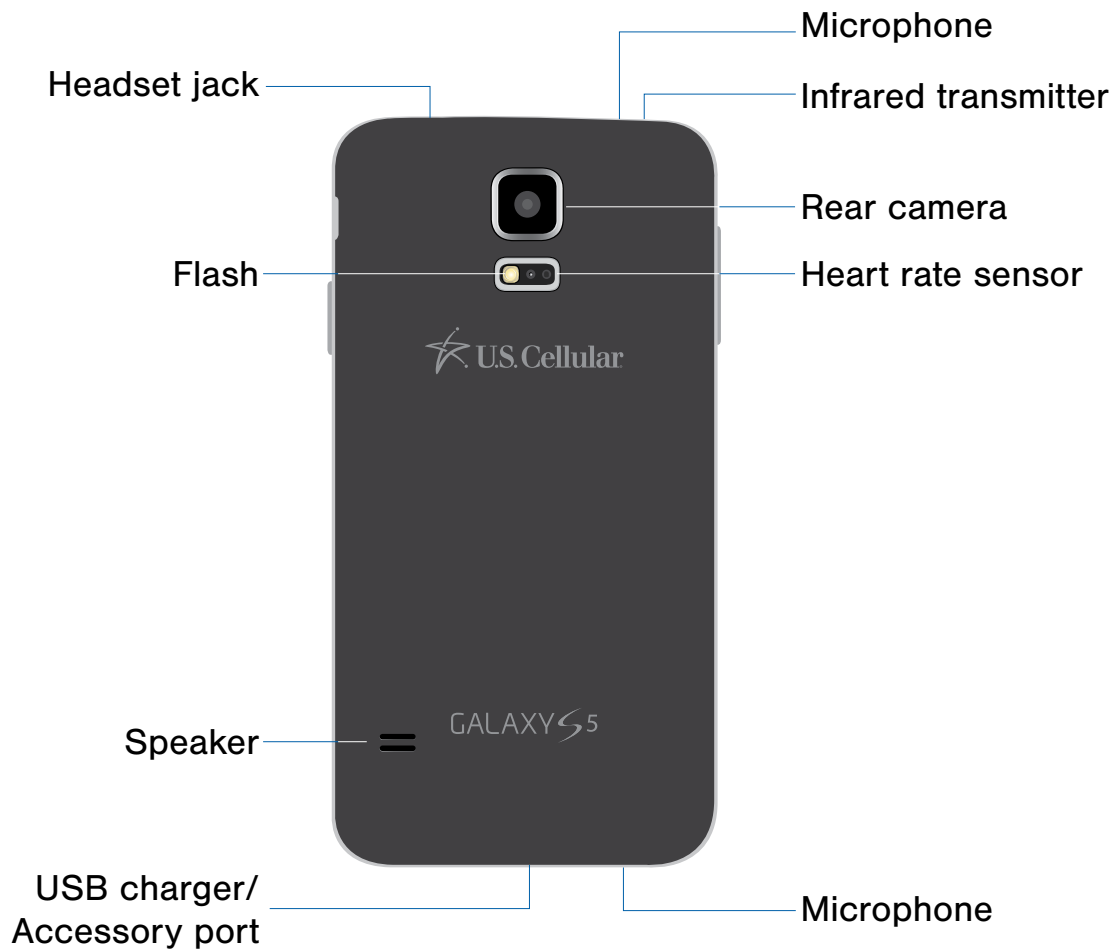 Microphone
Headset jack
Infrared transmitter
Rear camera
Flash
Heart rate sensor
U.S. Cellular
GALAXY S5
Speaker
USB charger/
Accessory port
Microphone